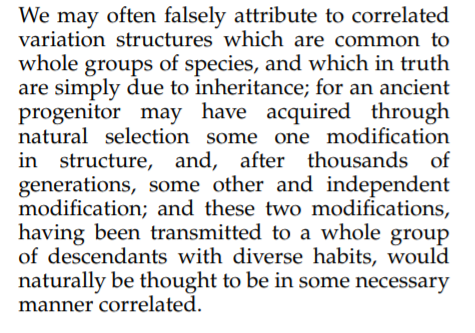 We may often falsely attribute to correlated
variation structures which are common to
whole groups of species, and which in truth
are simply due to inheritance; for an ancient
progenitor may have acquired through
natural selection some one modification
in structure, and, after thousands of
generations, some other and independent
modification; and these two modifications,
having been transmitted to a whole group
of descendants with diverse habits, would
naturally be thought to be in some necessary
manner correlated.